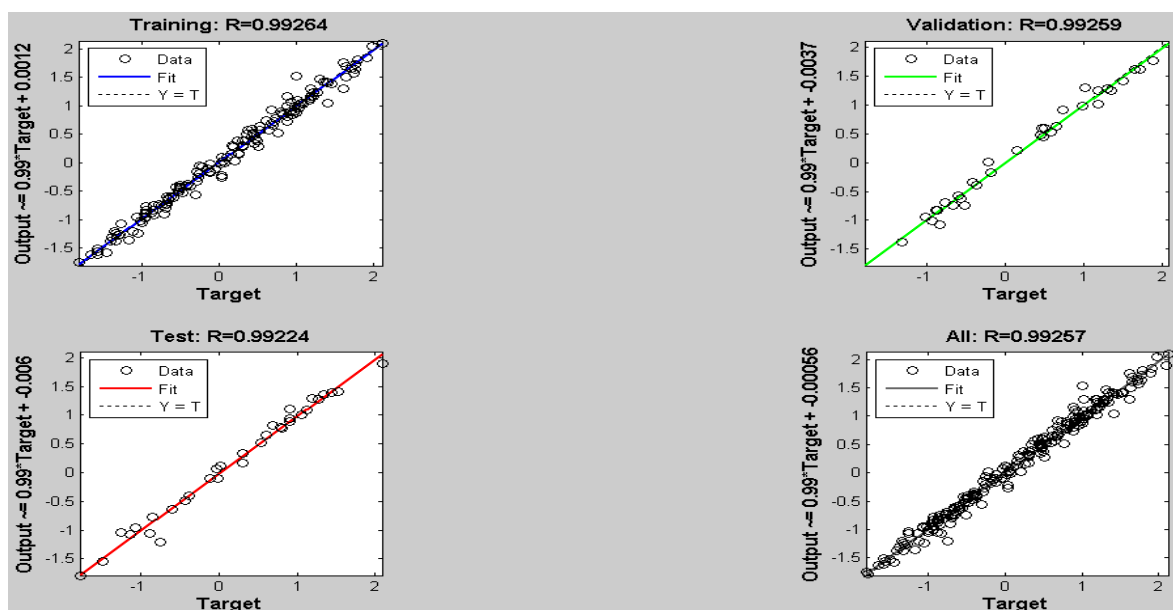 Training: R=0.99264
Output ~= 0.99*Target + 0.0012
2
1.5
1
0.5
0
-0.5
-1
-1.5
Data
Fit
Y = T
-1
0
1
2
Target
Validation: R=0.99259
Output ~= 0.99*Target + -0.0037
2
1.5
1
0.5
0
-0.5
-1
-1.5
Data
Fit
Y = T
-1
0
1
2
Target
Test: R=0.99224
Output ~= 0.99*Target + -0.006
2
1.5
1
0.5
0
-0.5
-1
-1.5
Data
Fit
Y = T
-1
0
1
2
Target
All: R=0.99257
Output ~= 0.99*Target + -0.00056
2
1.5
1
0.5
0
-0.5
-1
-1.5
Data
Fit
Y = T
-1
0
1
2
Target